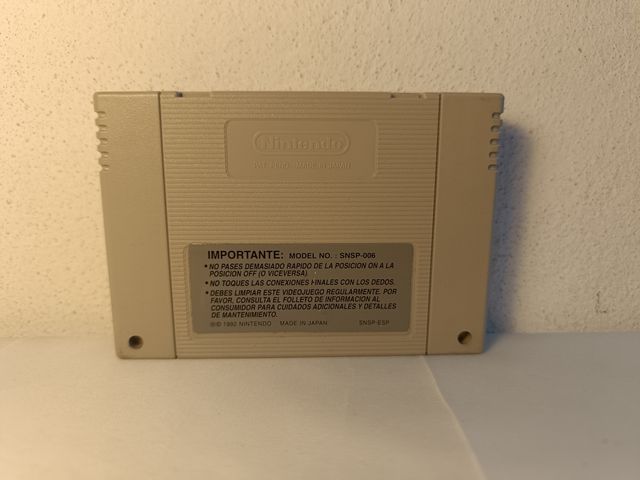 Nintendo
PAT. PEND. MADE IN JAPAN
IMPORTANTE: MODEL NO. : SNSP-006
• NO PASES DEMASIADO RAPIDO DE LA POSICION ON A LA
POSICION OFF (O VICEVERSA)
• NO TOQUES LAS CONEXIONES FINALES CON LOS DEDOS.
• DEBES LIMPIAR ESTE VIDEOJUEGO REGULARMENTE. POR
FAVOR, CONSULTA EL FOLLETO DE INFORMACION AL
CONSUMIDOR PARA CUIDADOS ADICIONALES Y DETALLES
DE MANTENIMIENTO.
©1992 NINTENDO MADE IN JAPAN SNSP-ESP